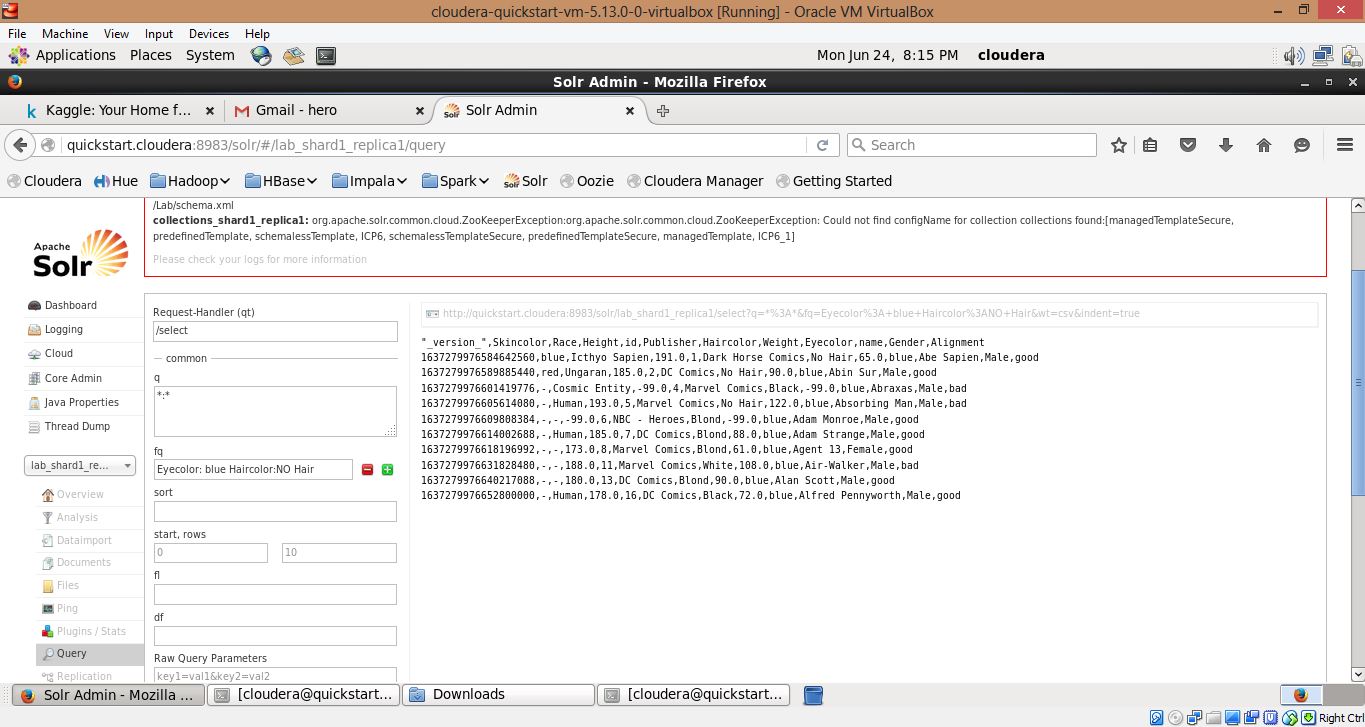 cloudera-quickstart-vm-5.13.0-0-virtualbox [Running] - Oracle VM VirtualBox
File Machine View Input Devices Help
Applications Places System Mon Jun 24, 8:15 PM cloudera
Solr Admin - Mozilla Firefox
k Kaggle: Your Home f... Gmail - hero Solr Admin
quickstart.cloudera:8983/solr/#/lab_shard1_replica1/query Search
Cloudera Hue Hadoop HBase Impala Spark Solr Oozie Cloudera Manager Getting Started
/Lab/schema.xml
collections_shard1_replica1: org.apache.solr.common.cloud.ZooKeeperException:org.apache.solr.common.cloud.ZooKeeperException: Could not find configName for collection collections found:[managedTemplateSecure,
predefinedTemplate, schemalessTemplate, ICP6, schemalessTemplateSecure, predefinedTemplateSecure, managedTemplate, ICP6_1]
Please check your logs for more information
Apache
Solr
Dashboard
Logging
Cloud
Core Admin
Java Properties
Thread Dump
lab_shard1_re...
Overview
Analysis
Dataimport
Documents
Files
Ping
Plugins / Stats
Query
Replication
Request-Handler (qt)
/select
common
q
*:*
fq
Eyecolor: blue Haircolor:NO Hair
sort
start, rows
0 10
fl
df
Raw Query Parameters
key1=val1&key2=val2
http://quickstart.cloudera:8983/solr/lab_shard1_replica1/select?q=*%3A*&fq=Eyecolor%3A+blue+Haircolor%3ANO+Hair&wt=csv&indent=true
"_version_",Skincolor,Race,Height,id,Publisher,Haircolor,Weight,Eyecolor,name,Gender,Alignment
1637279976584642560,blue,Icthyo Sapien,191.0,1,Dark Horse Comics,No Hair,65.0,blue,Abe Sapien,Male,good
1637279976589885440,red,Ungaran,185.0,2,DC Comics,No Hair,90.0,blue,Abin Sur,Male,good
1637279976601419776,-,Cosmic Entity,-99.0,4,Marvel Comics,Black,-99.0,blue,Abraxas,Male,bad
1637279976605614080,-,Human,193.0,5,Marvel Comics,No Hair,122.0,blue,Absorbing Man,Male,bad
1637279976609808384,-,-,-99.0,6,NBC - Heroes,Blond,-99.0,blue,Adam Monroe,Male,good
1637279976614002688,-,Human,185.0,7,DC Comics,Blond,88.0,blue,Adam Strange,Male,good
1637279976618196992,-,-,173.0,8,Marvel Comics,Blond,61.0,blue,Agent 13,Female,good
1637279976631828480,-,-,188.0,11,Marvel Comics,White,108.0,blue,Air-Walker,Male,bad
1637279976640217088,-,-,180.0,13,DC Comics,Blond,90.0,blue,Alan Scott,Male,good
1637279976652800000,-,Human,178.0,16,DC Comics,Black,72.0,blue,Alfred Pennyworth,Male,good
Solr Admin - Mozilla ... [cloudera@quickstart... Downloads [cloudera@quickstart...
Right Ctrl